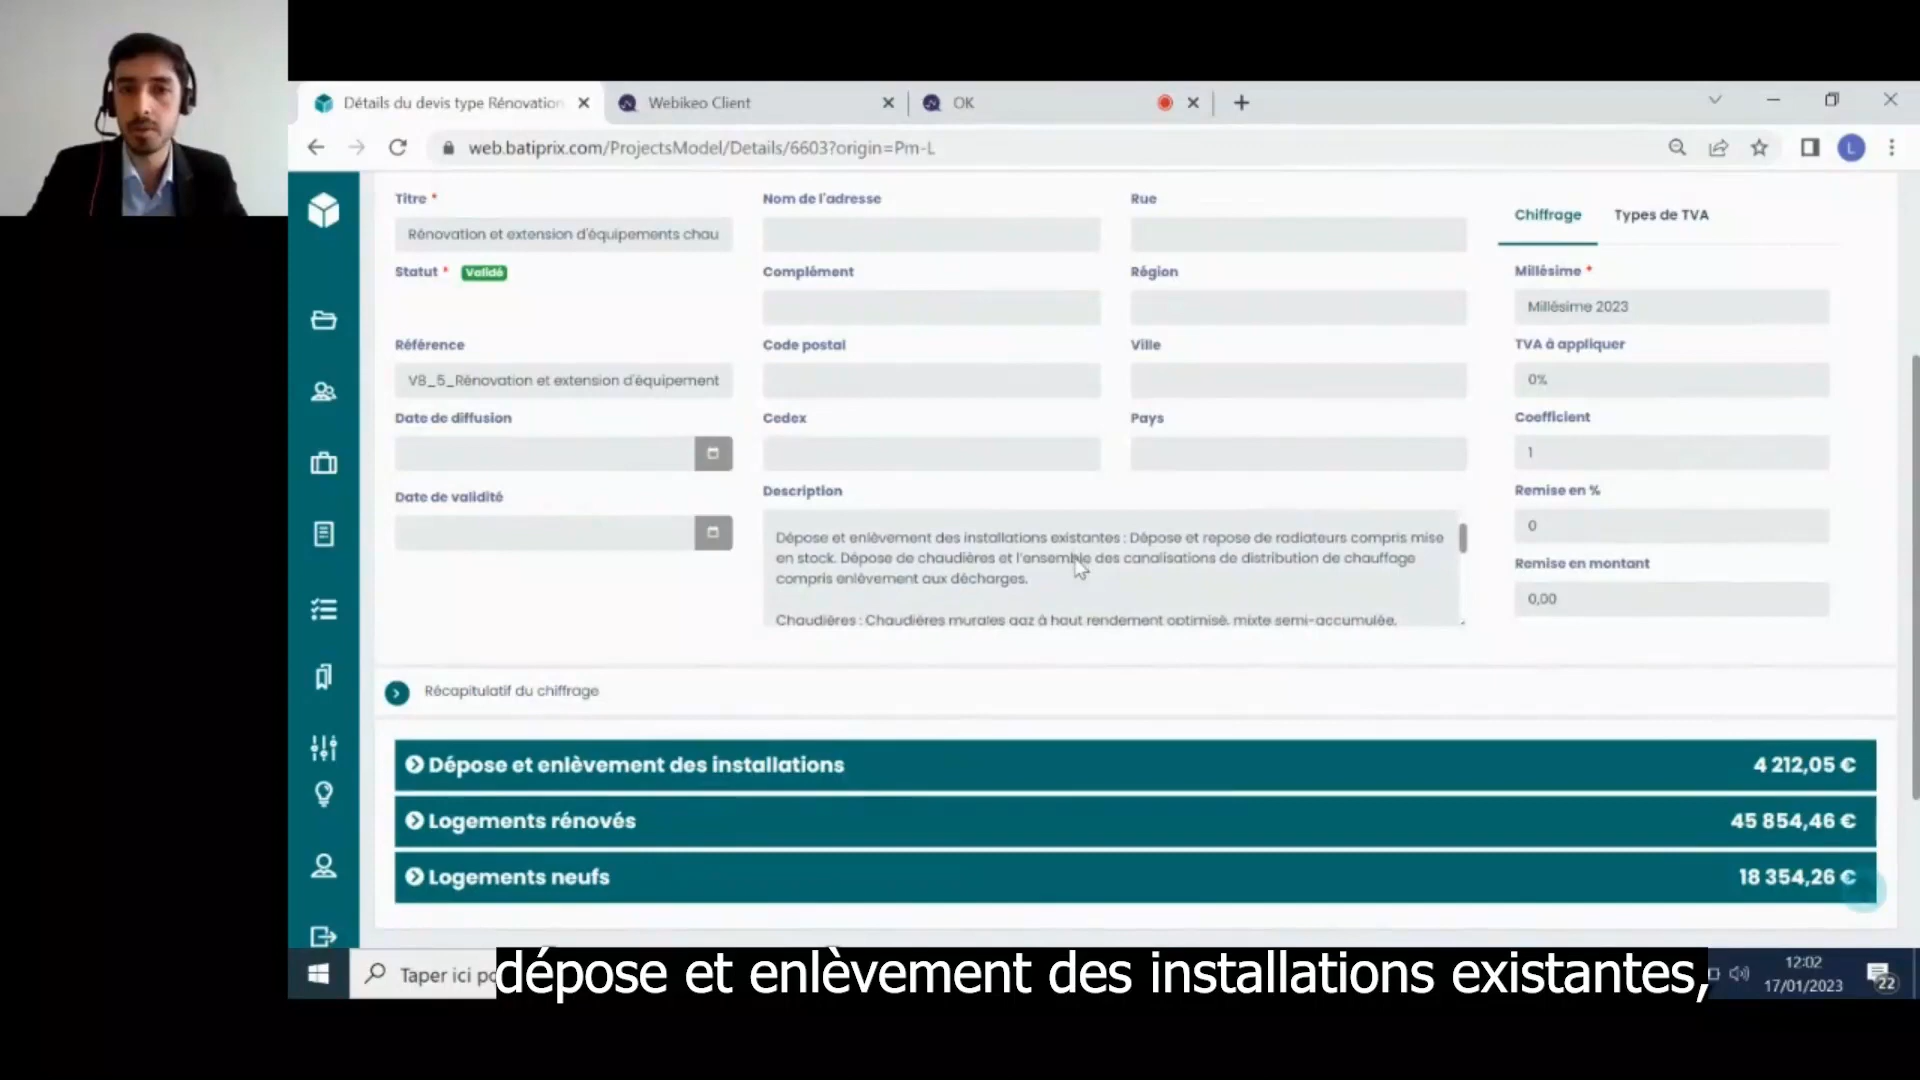 Détails du devis type Rénovation
Webikeo Client
OK
web.batiprix.com/ProjectsModel/Details/6603?origin=Pm-L
L
Titre *
Nom de l'adresse
Rue
Chiffrage
Types de TVA
Rénovation et extension d'équipements chau
Statut *
Validé
Complément
Région
Millésime *
Millésime 2023
Référence
Code postal
Ville
TVA à appliquer
V8_5_Rénovation et extension d'équipement
0%
Date de diffusion
Cedex
Pays
Coefficient
1
Date de validité
Description
Remise en %
Dépose et enlèvement des installations existantes : Dépose et repose de radiateurs compris mise
en stock. Dépose de chaudières et l'ensemble des canalisations de distribution de chauffage
compris enlèvement aux décharges.
Chaudières : Chaudières murales gaz à haut rendement optimisé, mixte semi-accumulée,
0
Remise en montant
0,00
Récapitulatif du chiffrage
Dépose et enlèvement des installations
4 212,05 €
Logements rénovés
45 854,46 €
Logements neufs
18 354,26 €
Taper ici po
dépose et enlèvement des installations existantes,
12:02
17/01/2023
22